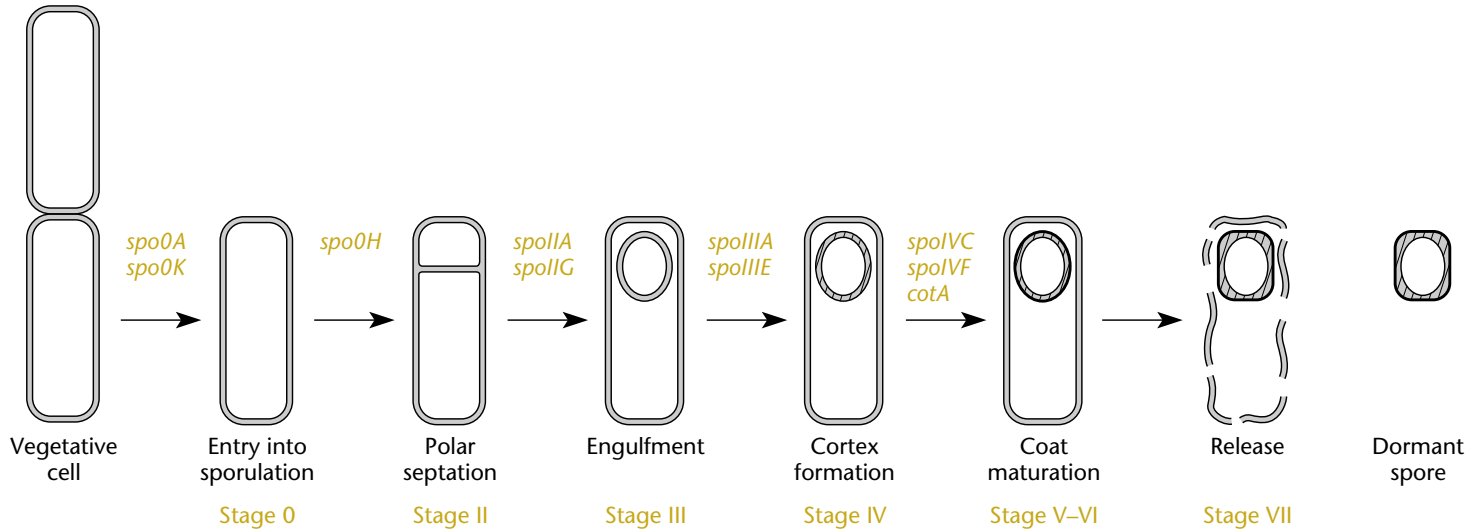 spo0A
spo0K
spo0H
spoIIA
spoIIG
spoIIIA
spoIIIE
spoIVC
spoIVF
cotA
Vegetative
cell
Entry into
sporulation
Polar
septation
Engulfment
Cortex
formation
Coat
maturation
Release
Dormant
spore
Stage 0
Stage II
Stage III
Stage IV
Stage V–VI
Stage VII